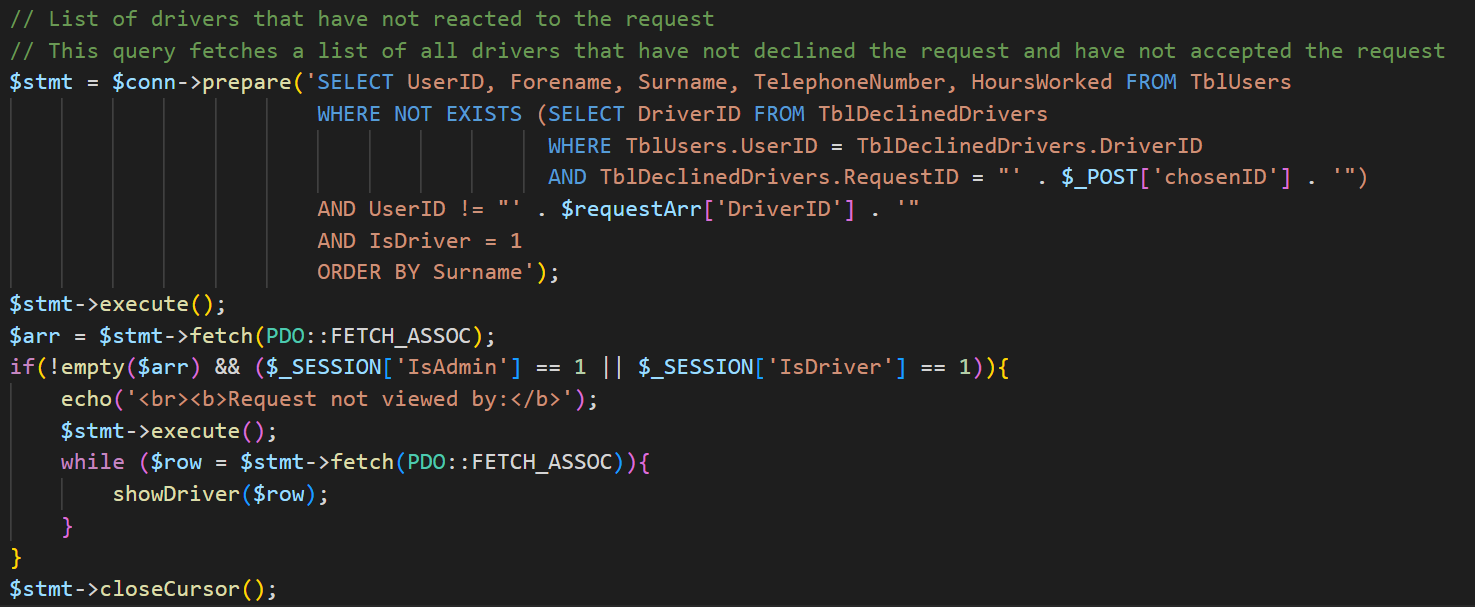 // List of drivers that have not reacted to the request
// This query fetches a list of all drivers that have not declined the request and have not accepted the request
$stmt = $conn->prepare('SELECT UserID, Forename, Surname, TelephoneNumber, HoursWorked FROM TblUsers
WHERE NOT EXISTS (SELECT DriverID FROM TblDeclinedDrivers
WHERE TblUsers.UserID = TblDeclinedDrivers.DriverID
AND TblDeclinedDrivers.RequestID = "' . $_POST['chosenID'] . '")
AND UserID != "' . $requestArr['DriverID'] . '"
AND IsDriver = 1
ORDER BY Surname');
$stmt->execute();
$arr = $stmt->fetch(PDO::FETCH_ASSOC);
if(!empty($arr) && ($_SESSION['IsAdmin'] == 1 || $_SESSION['IsDriver'] == 1)){
echo('<br><b>Request not viewed by:</b>');
$stmt->execute();
while ($row = $stmt->fetch(PDO::FETCH_ASSOC)){
showDriver($row);
}
}
$stmt->closeCursor();